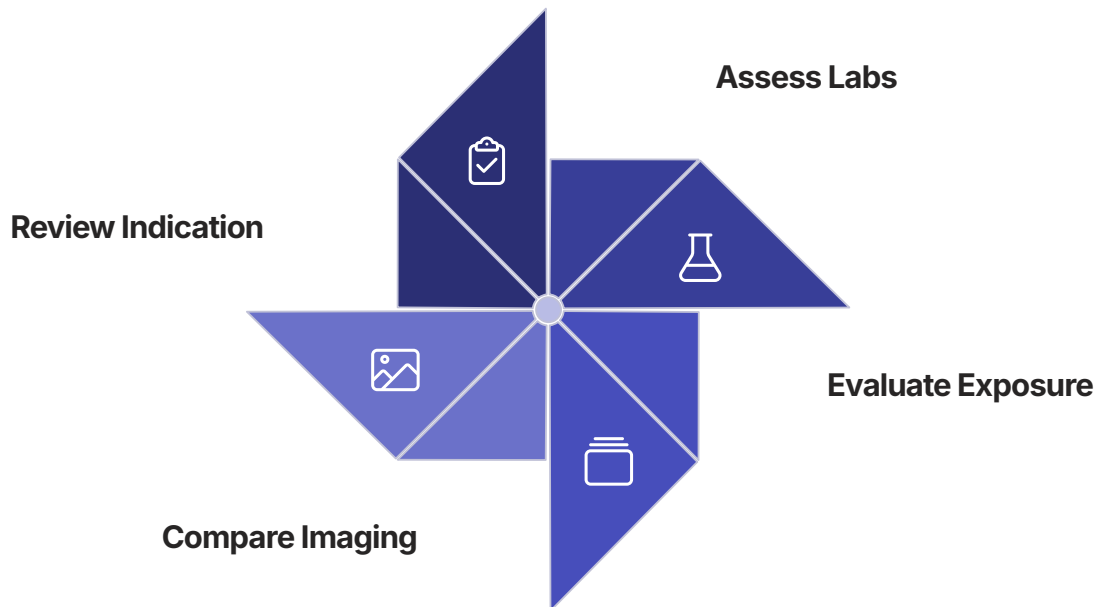 Assess Labs
Review Indication
Evaluate Exposure
Compare Imaging